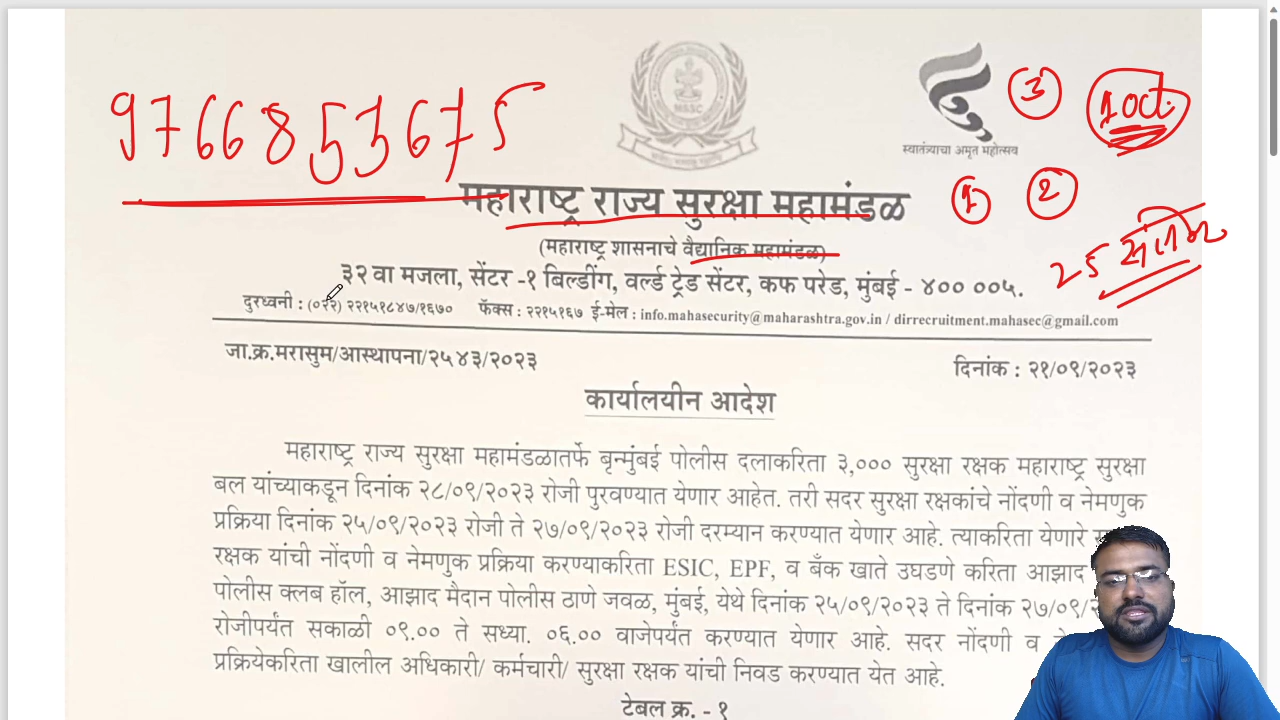 9766853675
MSSC
स्वातंत्र्याचा अमृत महोत्सव
3
1 oct.
महाराष्ट्र राज्य सुरक्षा महामंडळ
1 2
(महाराष्ट्र शासनाचे वैद्यानिक महामंडळ)
३२ वा मजला, सेंटर -१ बिल्डींग, वर्ल्ड ट्रेड सेंटर, कफ परेड, मुंबई - ४०० ००५.
दुरध्वनी : (०२२) २२१५१८४७/१६७० फॅक्स : २२१५१६७ ई-मेल : info.mahasecurity@maharashtra.gov.in / dirrecruitment.mahasec@gmail.com
जा.क्र.मरासुम/आस्थापना/२५४३/२०२३
दिनांक : २१/०९/२०२३
कार्यालयीन आदेश
महाराष्ट्र राज्य सुरक्षा महामंडळातर्फे बृन्मुंबई पोलीस दलाकरिता ३,००० सुरक्षा रक्षक महाराष्ट्र सुरक्षा
बल यांच्याकडून दिनांक २८/०९/२०२३ रोजी पुरवण्यात येणार आहेत. तरी सदर सुरक्षा रक्षकांचे नोंदणी व नेमणुक
प्रक्रिया दिनांक २५/०९/२०२३ रोजी ते २७/०९/२०२३ रोजी दरम्यान करण्यात येणार आहे. त्याकरिता येणारे
रक्षक यांची नोंदणी व नेमणुक प्रक्रिया करण्याकरिता ESIC, EPF, व बँक खाते उघडणे करिता आझाद
पोलीस क्लब हॉल, आझाद मैदान पोलीस ठाणे जवळ, मुंबई, येथे दिनांक २५/०९/२०२३ ते दिनांक २७/०९/२
रोजीपर्यंत सकाळी ०९.०० ते सध्या. ०६.०० वाजेपर्यंत करण्यात येणार आहे. सदर नोंदणी व
प्रक्रियेकरिता खालील अधिकारी/ कर्मचारी/ सुरक्षा रक्षक यांची निवड करण्यात येत आहे.
टेबल क्र. - १